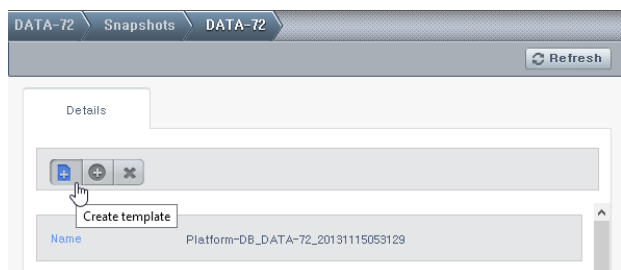 DATA-72 Snapshots DATA-72
Refresh
Details
Create template
Name Platform-DB_DATA-72_20131115053129